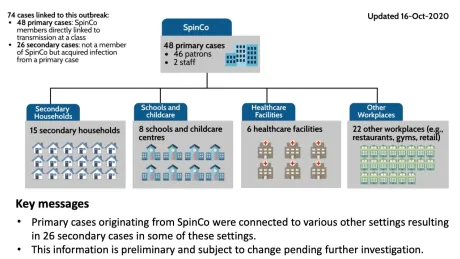 74 cases linked to this outbreak:
• 48 primary cases: SpinCo
members directly linked to
transmission at a class
• 26 secondary cases: not a member
of SpinCo but acquired infection
from a primary case
Updated 16-Oct-2020
SpinCo
48 primary cases
• 46 patrons
• 2 staff
Secondary
Households
15 secondary households
Schools and
childcare
8 schools and childcare
centres
Healthcare
Facilities
6 healthcare facilities
Other
Workplaces
22 other workplaces (e.g.,
restaurants, gyms, retail)
Key messages
• Primary cases originating from SpinCo were connected to various other settings resulting
in 26 secondary cases in some of these settings.
• This information is preliminary and subject to change pending further investigation.